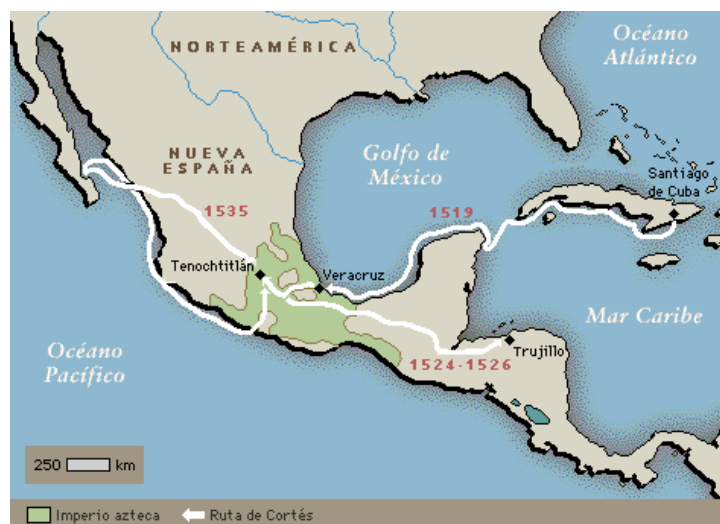 Océano
Atlántico
NORTEAMÉRICA
NUEVA
ESPAÑA
Golfo de
México
Santiago
de Cuba
1535
1519
Tenochtitlán
Veracruz
Mar Caribe
Océano
Pacífico
Trujillo
1524-1526
250 km
Imperio azteca
Ruta de Cortés